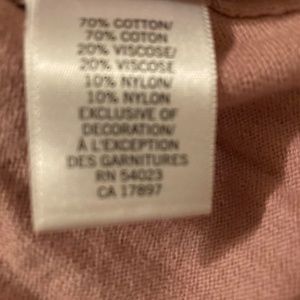 70% COTTON/
70% COTON
20% VISCOSE/
20% VISCOSE
10% NYLON/
10% NYLON
EXCLUSIVE OF
DECORATION/
À L'EXCEPTION
DES GARNITURES
RN 54023
CA 17897